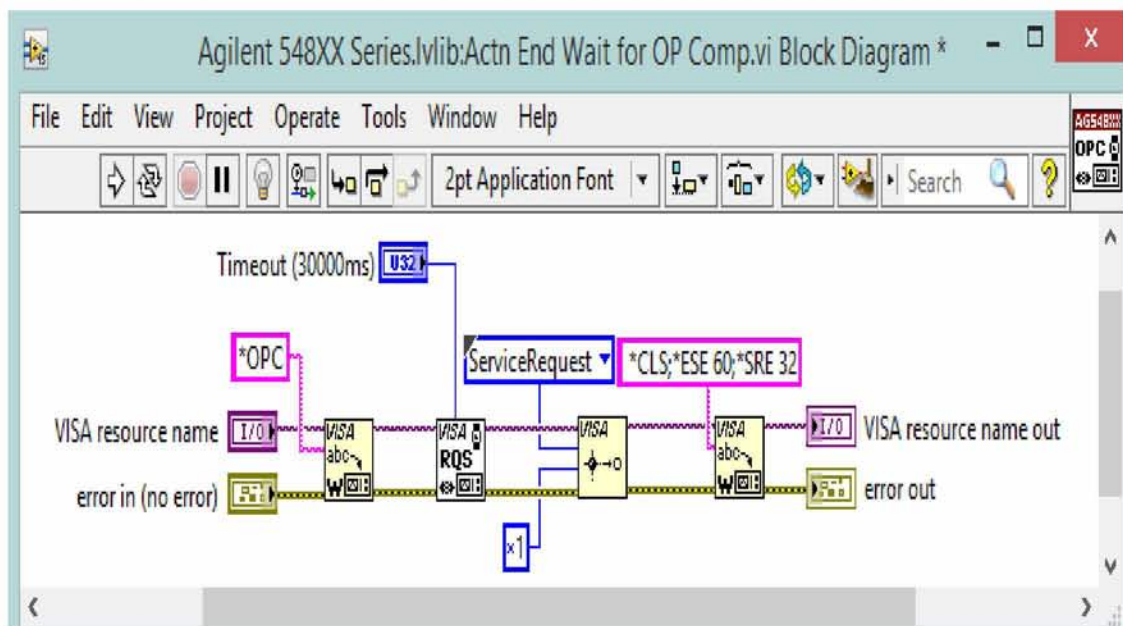 Agilent 548XX Series.lvlib:Actn End Wait for OP Comp.vi Block Diagram *
File Edit View Project Operate Tools Window Help
2pt Application Font
Search
?
AG548XX
OPC
Timeout (30000ms) U32
*OPC
ServiceRequest
*CLS;*ESE 60;*SRE 32
VISA resource name I/O
VISA abc W
VISA RQS
VISA
VISA abc W
I/O VISA resource name out
error in (no error)
error out
×1